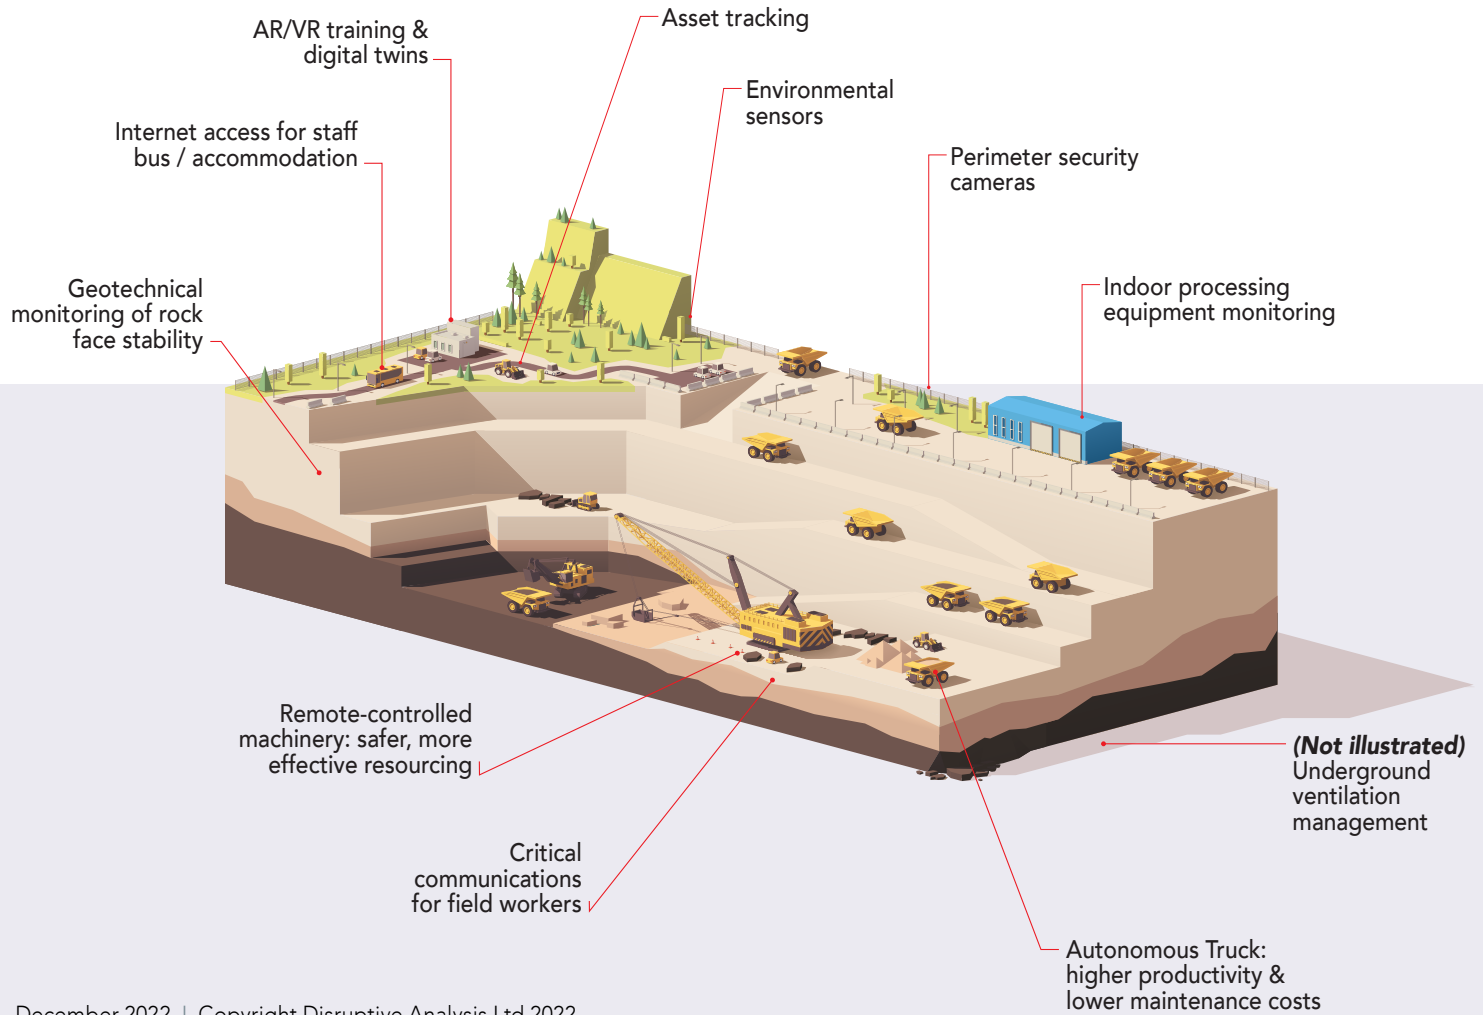 Asset tracking
AR/VR training &
digital twins
Environmental
sensors
Internet access for staff
bus / accommodation
Perimeter security
cameras
Geotechnical
monitoring of rock
face stability
Indoor processing
equipment monitoring
Remote-controlled
machinery: safer, more
effective resourcing
(Not illustrated)
Underground
ventilation
management
Critical
communications
for field workers
Autonomous Truck:
higher productivity &
lower maintenance costs
December 2022 | Copyright Disruptive Analysis Ltd 2022